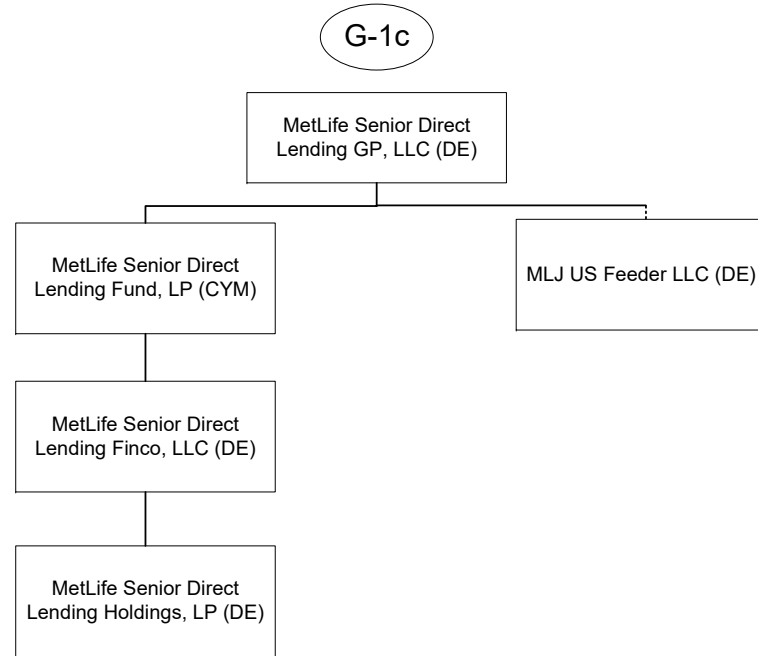 G-1c
MetLife Senior Direct
Lending GP, LLC (DE)
MetLife Senior Direct
Lending Fund, LP (CYM)
MLJ US Feeder LLC (DE)
MetLife Senior Direct
Lending Finco, LLC (DE)
MetLife Senior Direct
Lending Holdings, LP (DE)